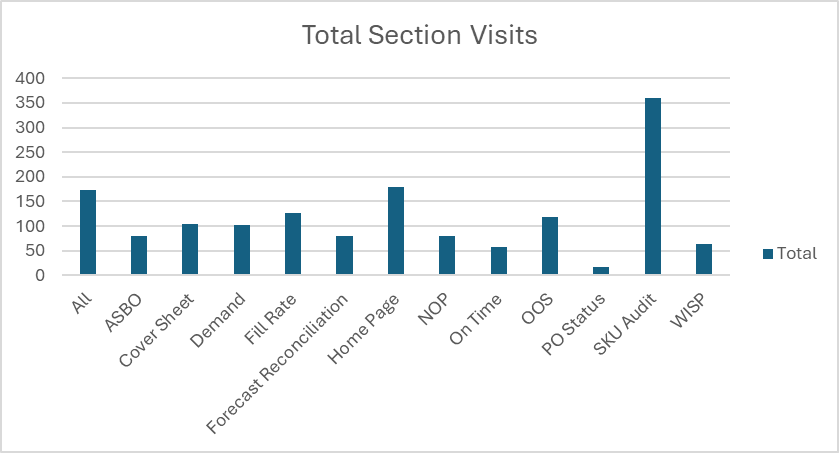 Total Section Visits
400
350
300
250
200
150
100
50
0
All
ASBO
Cover Sheet
Demand
Fill Rate
Forecast Reconciliation
Home Page
NOP
On Time
OOS
PO Status
SKU Audit
WISP
Total